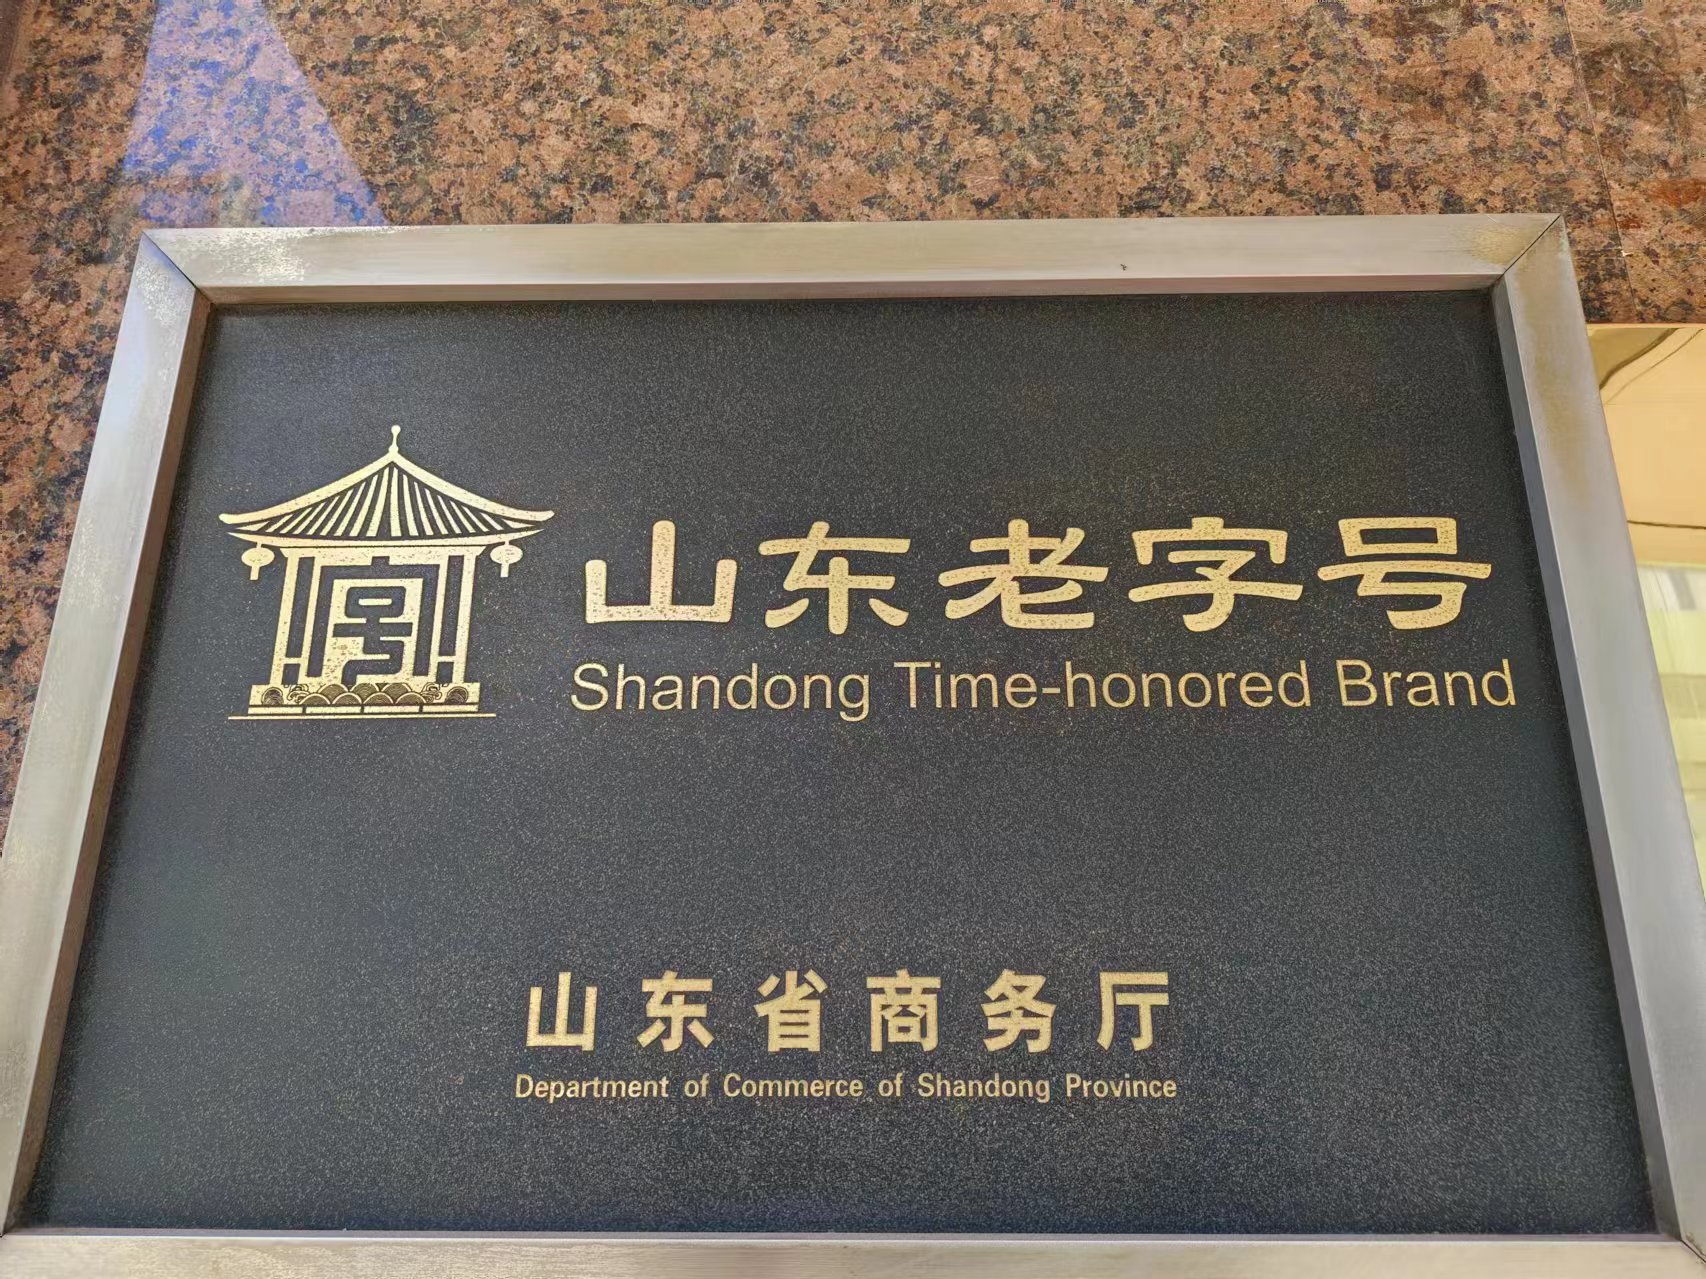 山东老字号
Shandong Time-honored Brand
山东省商务厅
Department of Commerce of Shandong Province